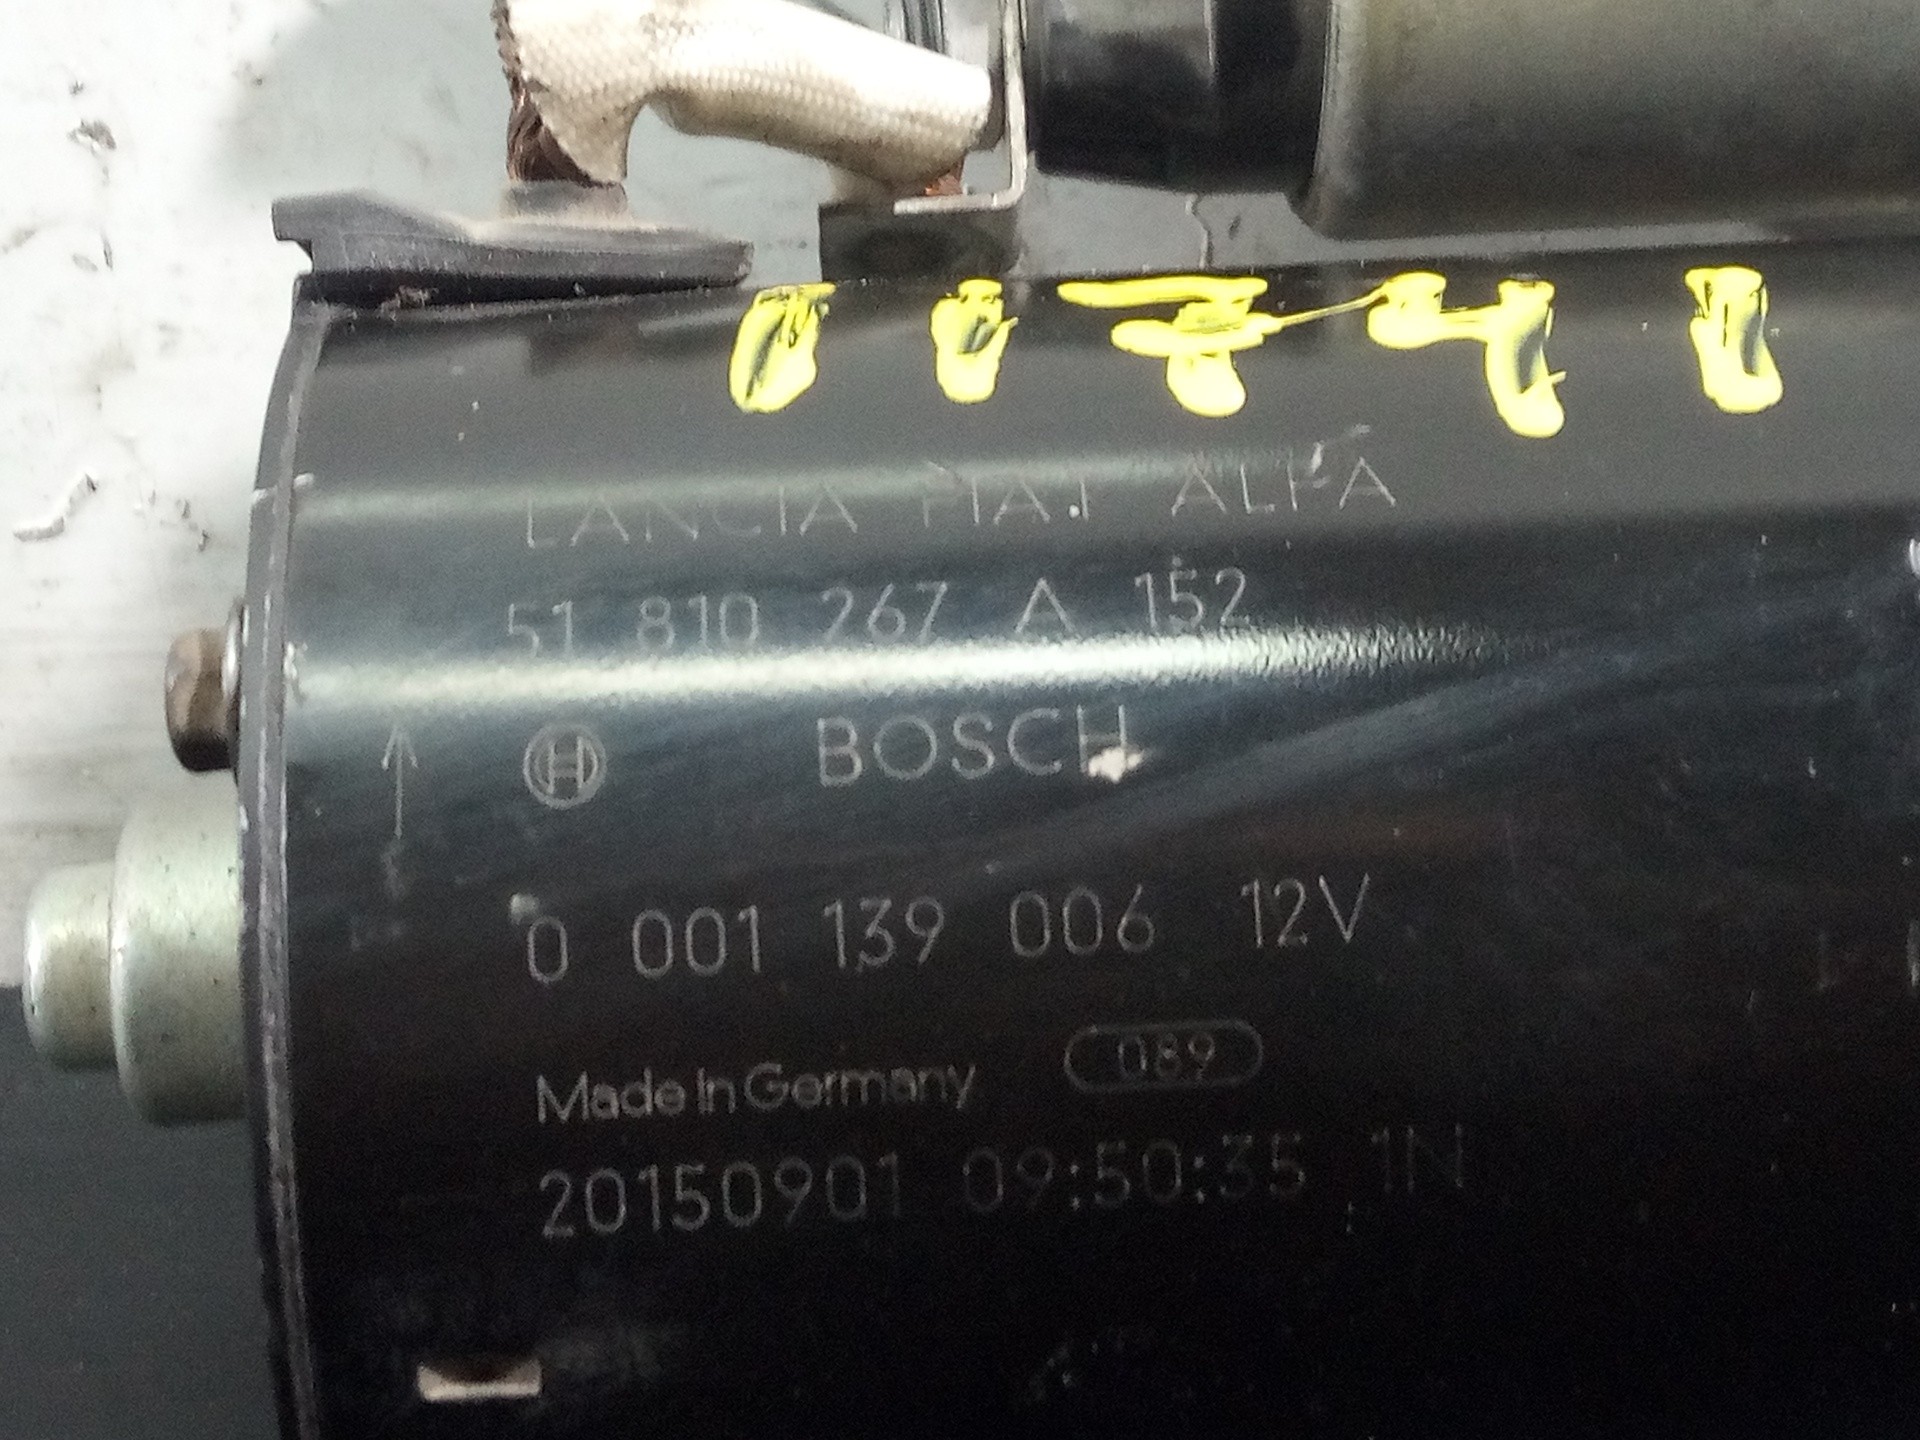 LANCIA FIAT ALFA
51 810 267 A 152
BOSCH
0 001 139 006 12V
Made in Germany 089
20150901 09:50:35 1N